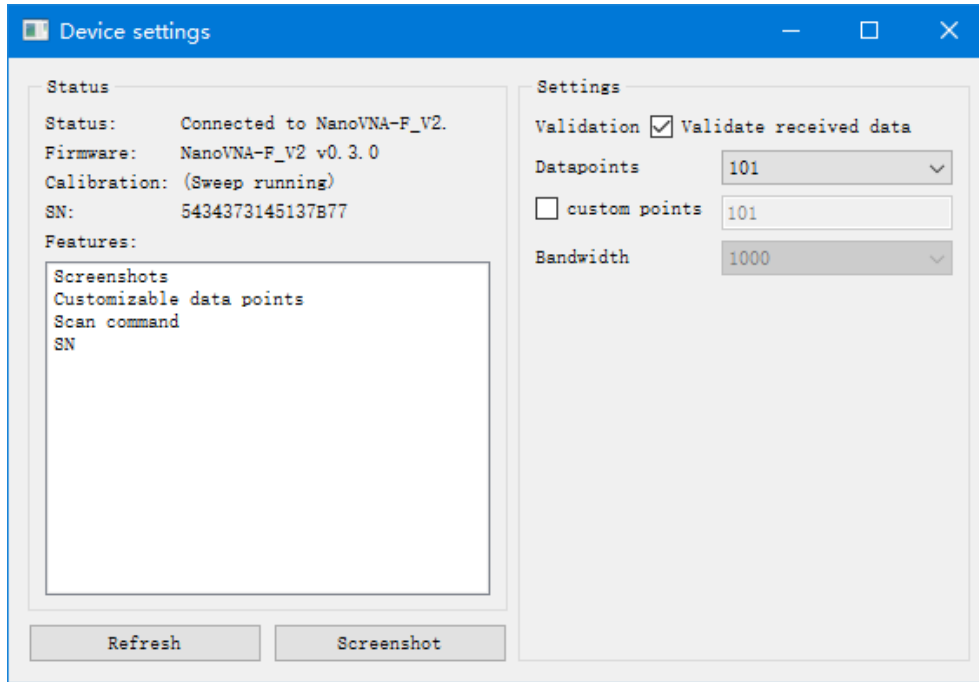 Device settings
Status
Status: Connected to NanoVNA-F_V2.
Firmware: NanoVNA-F_V2 v0.3.0
Calibration: (Sweep running)
SN: 5434373145137B77
Features:
Screenshots
Customizable data points
Scan command
SN
Refresh
Screenshot
Settings
Validation Validate received data
Datapoints 101
custom points 101
Bandwidth 1000